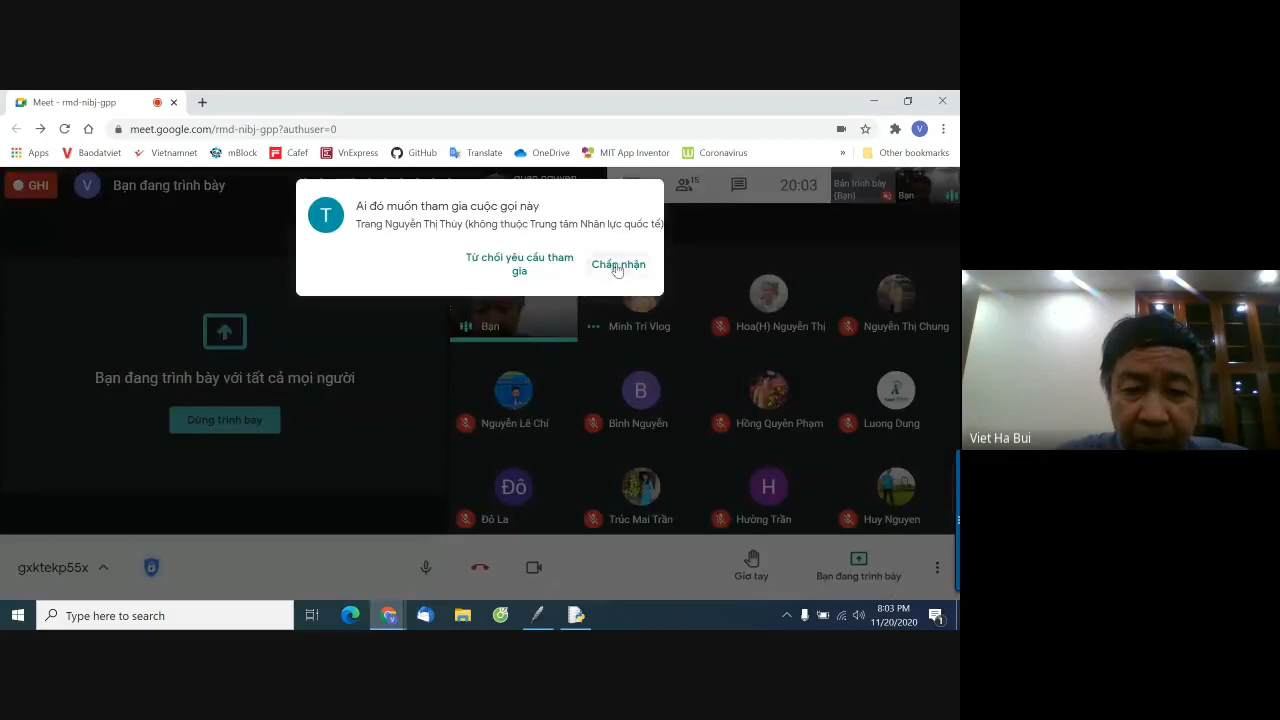 Meet - rmd-nibj-gpp
meet.google.com/rmd-nibj-gpp?authuser=0
Apps Baodatviet Vietnamnet mBlock Cafef VnExpress GitHub Translate OneDrive MIT App Inventor Coronavirus » Other bookmarks
GHI
V
Bạn đang trình bày
15
20:03
Bản trình bày
(Bạn)
Bạn
T
Ai đó muốn tham gia cuộc gọi này
Trang Nguyễn Thị Thùy (không thuộc Trung tâm Nhân lực quốc tế)
Từ chối yêu cầu tham
gia
Chấp nhận
Bạn đang trình bày với tất cả mọi người
Dừng trình bày
Bạn
Minh Trí Vlog
Hoa(H) Nguyễn Thị
Nguyễn Thị Chung
Nguyễn Lê Chí
B
Bình Nguyễn
Hồng Quyên Phạm
Luong Dung
Đô
Đô La
Trúc Mai Trần
H
Hường Trần
Huy Nguyen
gxktekp55x
Giơ tay
Bạn đang trình bày
Type here to search
8:03 PM
11/20/2020
1
Viet Ha Bui